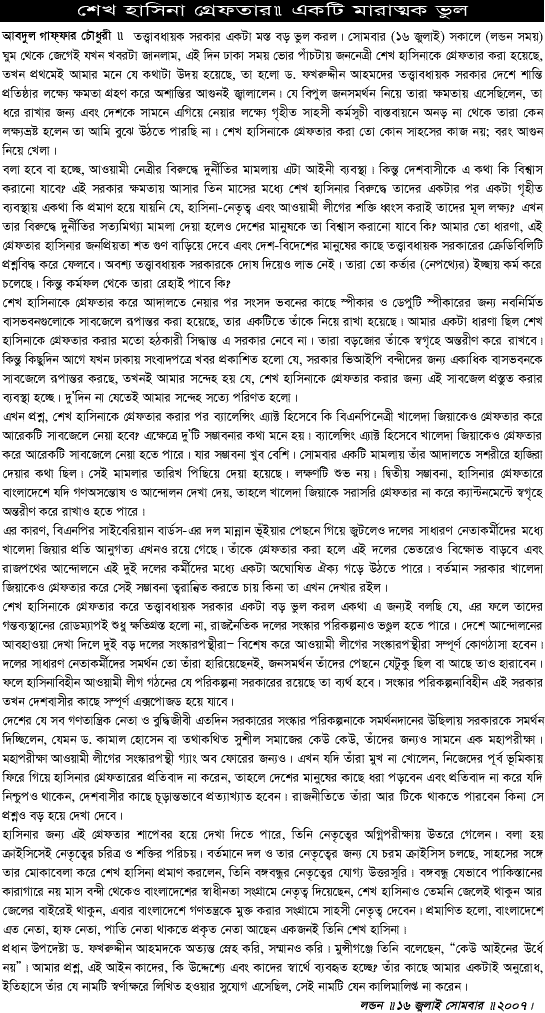 শেখ হাসিনা গ্রেফতার॥ একটি মারাত্মক ভুল
আবদুল গাফ্ফার চৌধুরী ॥ তত্ত্বাবধায়ক সরকার একটা মস্ত বড় ভুল করল। সোমবার (১৬ জুলাই) সকালে (লন্ডন সময়)
ঘুম থেকে জেগেই যখন খবরটা জানলাম, এই দিন ঢাকা সময় ভোর পাঁচটায় জননেত্রী শেখ হাসিনাকে গ্রেফতার করা হয়েছে,
তখন প্রথমেই আমার মনে যে কথাটা উদয় হয়েছে, তা হলো ড. ফখরুদ্দীন আহমদের তত্ত্বাবধায়ক সরকার দেশে শান্তি
প্রতিষ্ঠার লক্ষ্যে ক্ষমতা গ্রহণ করে অশান্তির আগুনই জ্বালালেন। যে বিপুল জনসমর্থন নিয়ে তারা ক্ষমতায় এসেছিলেন, তা
ধরে রাখার জন্য এবং দেশকে সামনে এগিয়ে নেয়ার লক্ষ্যে গৃহীত সাহসী কর্মসূচী বাস্তবায়নে অনড় না থেকে তারা কেন
লক্ষ্যভ্রষ্ট হলেন তা আমি বুঝে উঠতে পারছি না। শেখ হাসিনাকে গ্রেফতার করা তো কোন সাহসের কাজ নয়; বরং আগুন
নিয়ে খেলা।
বলা হবে বা হচ্ছে, আওয়ামী নেত্রীর বিরুদ্ধে দুর্নীতির মামলায় এটা আইনী ব্যবস্থা। কিন্তু দেশবাসীকে এ কথা কি বিশ্বাস
করানো যাবে? এই সরকার ক্ষমতায় আসার তিন মাসের মধ্যে শেখ হাসিনার বিরুদ্ধে তাদের একটার পর একটা গৃহীত
ব্যবস্থায় একথা কি প্রমাণ হয়ে যায়নি যে, হাসিনা-নেতৃত্ব এবং আওয়ামী লীগের শক্তি ধ্বংস করাই তাদের মূল লক্ষ্য? এখন
তার বিরুদ্ধে দুর্নীতির সত্যমিথ্যা মামলা দেয়া হলেও দেশের মানুষকে তা বিশ্বাস করানো যাবে কি? আমার তো ধারণা, এই
গ্রেফতার হাসিনার জনপ্রিয়তা শত গুণ বাড়িয়ে দেবে এবং দেশ-বিদেশের মানুষের কাছে তত্ত্বাবধায়ক সরকারের ক্রেডিবিলিটি
প্রশ্নবিদ্ধ করে ফেলবে। অবশ্য তত্ত্বাবধায়ক সরকারকে দোষ দিয়েও লাভ নেই। তারা তো কর্তার (নেপথ্যের) ইচ্ছায় কর্ম করে
চলেছে। কিন্তু কর্মফল থেকে তারা রেহাই পাবে কি?
শেখ হাসিনাকে গ্রেফতার করে আদালতে নেয়ার পর সংসদ ভবনের কাছে স্পীকার ও ডেপুটি স্পীকারের জন্য নবনির্মিত
বাসভবনগুলোকে সাবজেলে রূপান্তর করা হয়েছে, তার একটিতে তাঁকে নিয়ে রাখা হয়েছে। আমার একটা ধারণা ছিল শেখ
হাসিনাকে গ্রেফতার করার মতো হঠকারী সিদ্ধান্ত এ সরকার নেবে না। তারা বড়জোর তাঁকে স্বগৃহে অন্তরীণ করে রাখবে।
কিন্তু কিছুদিন আগে যখন ঢাকায় সংবাদপত্রে খবর প্রকাশিত হলো যে, সরকার ভিআইপি বন্দীদের জন্য একাধিক বাসভবনকে
সাবজেলে রূপান্তর করছে, তখনই আমার সন্দেহ হয় যে, শেখ হাসিনাকে গ্রেফতার করার জন্য এই সাবজেল প্রস্তুত করার
ব্যবস্থা হচ্ছে। দু'দিন না যেতেই আমার সন্দেহ সত্যে পরিণত হলো।
এখন প্রশ্ন, শেখ হাসিনাকে গ্রেফতার করার পর ব্যালেন্সিং এ্যাক্ট হিসেবে কি বিএনপিনেত্রী খালেদা জিয়াকেও গ্রেফতার করে
আরেকটি সাবজেলে নেয়া হবে? এক্ষেত্রে দু'টি সম্ভাবনার কথা মনে হয়। ব্যালেন্সিং এ্যাক্ট হিসেবে খালেদা জিয়াকেও গ্রেফতার
করে আরেকটি সাবজেলে নেয়া হতে পারে। যার সম্ভাবনা খুব বেশি। সোমবার একটি মামলায় তাঁর আদালতে সশরীরে হাজিরা
দেয়ার কথা ছিল। সেই মামলার তারিখ পিছিয়ে দেয়া হয়েছে। লক্ষণটি শুভ নয়। দ্বিতীয় সম্ভাবনা, হাসিনার গ্রেফতারে
বাংলাদেশে যদি গণঅসন্তোষ ও আন্দোলন দেখা দেয়, তাহলে খালেদা জিয়াকে সরাসরি গ্রেফতার না করে ক্যান্টনমেন্টে স্বগৃহে
অন্তরীণ করে রাখাও হতে পারে।
এর কারণ, বিএনপির সাইবেরিয়ান বার্ডস-এর দল মান্নান ভূঁইয়ার পেছনে গিয়ে জুটলেও দলের সাধারণ নেতাকর্মীদের মধ্যে
খালেদা জিয়ার প্রতি আনুগত্য এখনও রয়ে গেছে। তাঁকে গ্রেফতার করা হলে এই দলের ভেতরেও বিক্ষোভ বাড়বে এবং
রাজপথের আন্দোলনে এই দুই দলের কর্মীদের মধ্যে একটা অঘোষিত ঐক্য গড়ে উঠতে পারে। বর্তমান সরকার খালেদা
জিয়াকেও গ্রেফতার করে সেই সম্ভাবনা ত্বরান্বিত করতে চায় কিনা তা এখন দেখার রইল।
শেখ হাসিনাকে গ্রেফতার করে তত্ত্বাবধায়ক সরকার একটা বড় ভুল করল একথা এ জন্যই বলছি যে, এর ফলে তাদের
গন্তব্যস্থানের রোডম্যাপই শুধু ক্ষতিগ্রস্ত হলো না, রাজনৈতিক দলের সংস্কার পরিকল্পনাও ভণ্ডুল হতে পারে। দেশে আন্দোলনের
আবহাওয়া দেখা দিলে দুই বড় দলের সংস্কারপন্থীরা– বিশেষ করে আওয়ামী লীগের সংস্কারপন্থীরা সম্পূর্ণ কোণঠাসা হবেন।
দলের সাধারণ নেতাকর্মীদের সমর্থন তো তাঁরা হারিয়েছেনই, জনসমর্থন তাঁদের পেছনে যেটুকু ছিল বা আছে তাও হারাবেন।
ফলে হাসিনাবিহীন আওয়ামী লীগ গঠনের যে পরিকল্পনা সরকারের রয়েছে তা ব্যর্থ হবে। সংস্কার পরিকল্পনাবিহীন এই সরকার
তখন দেশবাসীর কাছে সম্পূর্ণ এক্সপোজড হয়ে যাবে।
দেশের যে সব গণতান্ত্রিক নেতা ও বুদ্ধিজীবী এতদিন সরকারের সংস্কার পরিকল্পনাকে সমর্থনদানের উছিলায় সরকারকে সমর্থন
দিচ্ছিলেন, যেমন ড. কামাল হোসেন বা তথাকথিত সুশীল সমাজের কেউ কেউ, তাঁদের জন্যও সামনে এক মহাপরীক্ষা।
মহাপরীক্ষা আওয়ামী লীগের সংস্কারপন্থী গ্যাং অব ফোরের জন্যও। এখন যদি তাঁরা মুখ না খোলেন, নিজেদের পূর্ব ভূমিকায়
ফিরে গিয়ে হাসিনার গ্রেফতারের প্রতিবাদ না করেন, তাহলে দেশের মানুষের কাছে ধরা পড়বেন এবং প্রতিবাদ না করে যদি
নিশ্চুপও থাকেন, দেশবাসীর কাছে চূড়ান্তভাবে প্রত্যাখ্যাত হবেন। রাজনীতিতে তাঁরা আর টিকে থাকতে পারবেন কিনা সে
প্রশ্নও বড় হয়ে দেখা দেবে।
হাসিনার জন্য এই গ্রেফতার শাপেবর হয়ে দেখা দিতে পারে, তিনি নেতৃত্বের অগ্নিপরীক্ষায় উতরে গেলেন। বলা হয়
ক্রাইসিসেই নেতৃত্বের চরিত্র ও শক্তির পরিচয়। বর্তমানে দল ও তার নেতৃত্বের জন্য যে চরম ক্রাইসিস চলছে, সাহসের সঙ্গে
তার মোকাবেলা করে শেখ হাসিনা প্রমাণ করলেন, তিনি বঙ্গবন্ধুর নেতৃত্বের যোগ্য উত্তরসূরি। বঙ্গবন্ধু যেভাবে পাকিস্তানের
কারাগারে নয় মাস বন্দী থেকেও বাংলাদেশের স্বাধীনতা সংগ্রামে নেতৃত্ব দিয়েছেন, শেখ হাসিনাও তেমনি জেলেই থাকুন আর
জেলের বাইরেই থাকুন, এবার বাংলাদেশে গণতন্ত্রকে মুক্ত করার সংগ্রামে সাহসী নেতৃত্ব দেবেন। প্রমাণিত হলো, বাংলাদেশে
এত নেতা, হাফ নেতা, পাতি নেতা থাকতে প্রকৃত নেতা আছেন একজনই তিনি শেখ হাসিনা।
প্রধান উপদেষ্টা ড. ফখরুদ্দীন আহমদকে অত্যন্ত স্নেহ করি, সম্মানও করি। মুন্সীগঞ্জে তিনি বলেছেন, “কেউ আইনের উর্ধে
নয়”। আমার প্রশ্ন, এই আইন কাদের, কি উদ্দেশ্যে এবং কাদের স্বার্থে ব্যবহৃত হচ্ছে? তাঁর কাছে আমার একটাই অনুরোধ,
ইতিহাসে তাঁর যে নামটি স্বর্ণাক্ষরে লিখিত হওয়ার সুযোগ এসেছিল, সেই নামটি যেন কালিমালিপ্ত না করেন।
লন্ডন ॥১৬ জুলাই সোমবার ॥২০০৭।